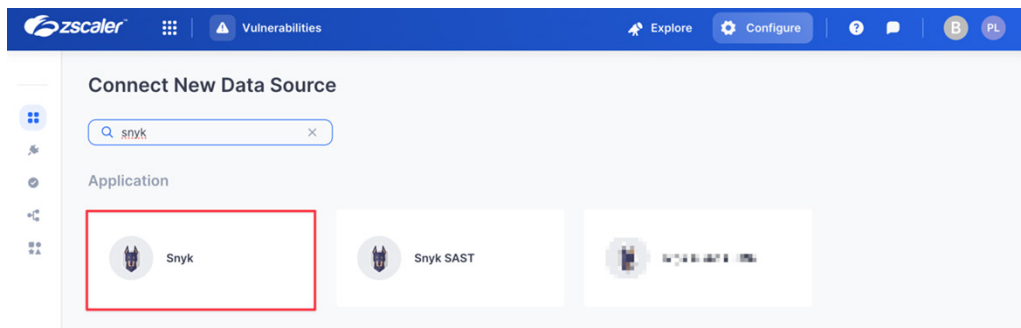 zscaler Vulnerabilities Explore Configure ? B PL
Connect New Data Source
snyk
Application
Snyk Snyk SAST